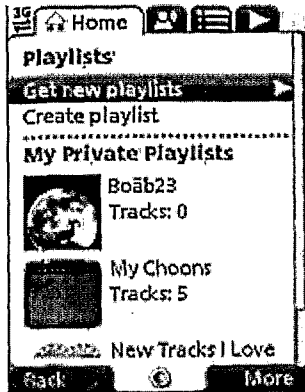 3G
Home
Playlists
Get new playlists
Create playlist
My Private Playlists
Boab23
Tracks: 0
My Choons
Tracks: 5
New Tracks I Love
Back More